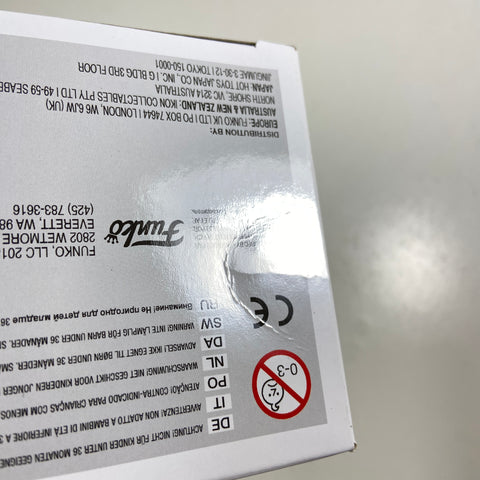 0-3
DE ACHTUNG! NICHT FÜR KINDER UNTER 36 MONATEN GEEIGNE
IT AVVERTENZA! NON ADATTO A BAMBINI DI ETÀ INFERIORE A 3
PO ATENÇÃO! CONTRA-INDICADO PARA CRIANÇAS COM MENOS
NL WAARSCHUWING! NIET GESCHIKT VOOR KINDEREN JONGER
DA ADVARSEL! IKKE EGNET TIL BØRN UNDER 36 MÅNEDER.
SW VARNING! INTE LÄMPLIG FÖR BARN UNDER 36 MÅNADER.
RU Внимание! Не пригодно для детей младше 36
CE
Funko
FUNKO, LLC 201
2802 WETMORE
EVERETT, WA 98
(425) 783-3616
DISTRIBUTION BY:
EUROPE: FUNKO UK LTD | PO BOX 74644 | LONDON, W6 6JW (UK)
AUSTRALIA & NEW ZEALAND: IKON COLLECTABLES PTY LTD | 49-59 SEABE
NORTH SHORE, VIC 3214 AUSTRALIA
JAPAN: HOT TOYS JAPAN CO., INC. | G BLDG 3RD FLOOR
JINGUMAE 3-30-12 | TOKYO 150-0001